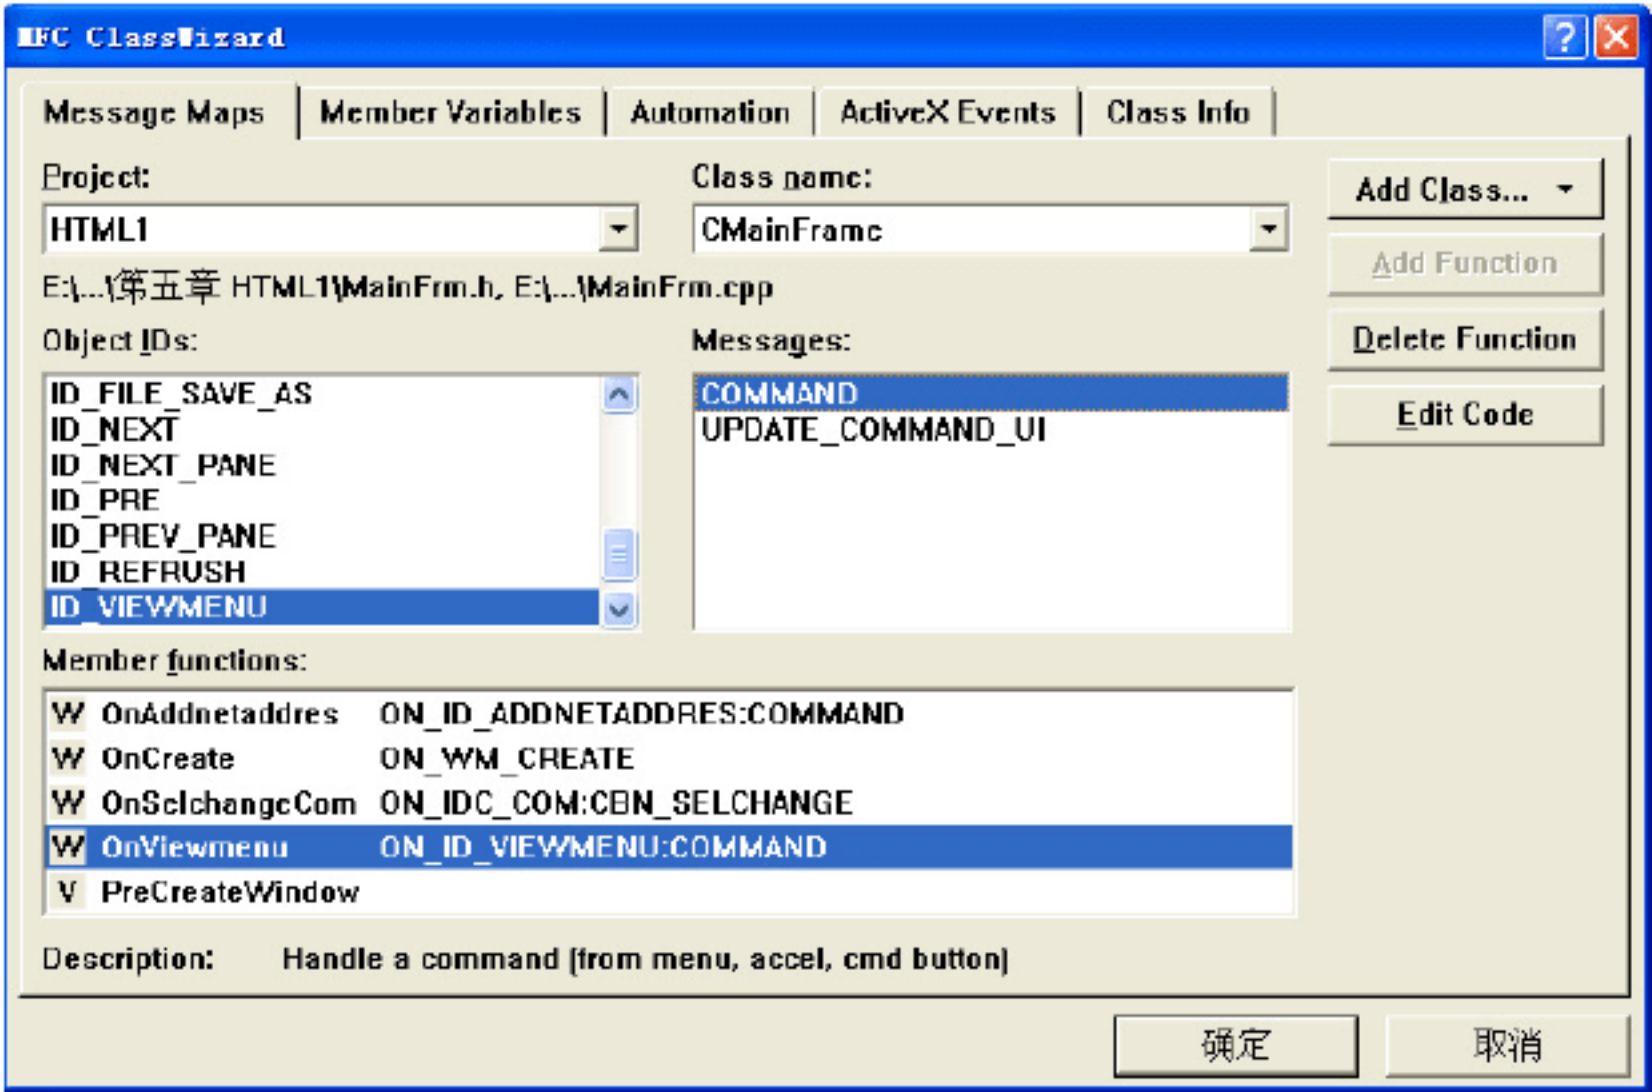 MFC ClassWizard
Message Maps Member Variables Automation ActiveX Events Class Info
Project: Class name:
HTML1 CMainFrame
Add Class...
Add Function
E:\...\第五章 HTML1\MainFrm.h, E:\...\MainFrm.cpp
Object IDs: Messages:
Delete Function
ID_FILE_SAVE_AS
ID_NEXT
ID_NEXT_PANE
ID_PRE
ID_PREV_PANE
ID_REFRUSH
ID_VIEWMENU
COMMAND
UPDATE_COMMAND_UI
Edit Code
Member functions:
W OnAddnetaddres ON_ID_ADDNETADDRES:COMMAND
W OnCreate ON_WM_CREATE
W OnSelchangeCom ON_IDC_COM:CBN_SELCHANGE
W OnViewmenu ON_ID_VIEWMENU:COMMAND
V PreCreateWindow
Description: Handle a command (from menu, accel, cmd button)
确定 取消